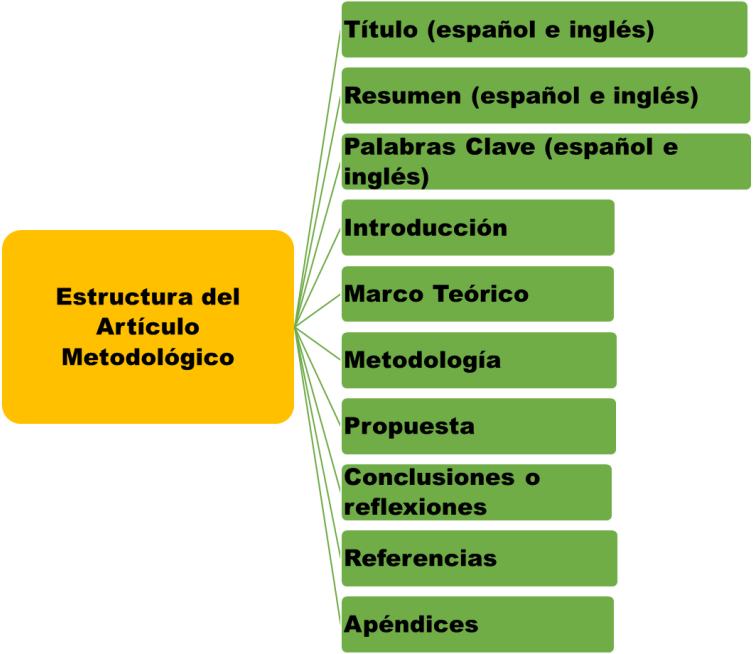 Título (español e inglés)
Resumen (español e inglés)
Palabras Clave (español e
inglés)
Introducción
Estructura del
Artículo
Metodológico
Marco Teórico
Metodología
Propuesta
Conclusiones o
reflexiones
Referencias
Apéndices